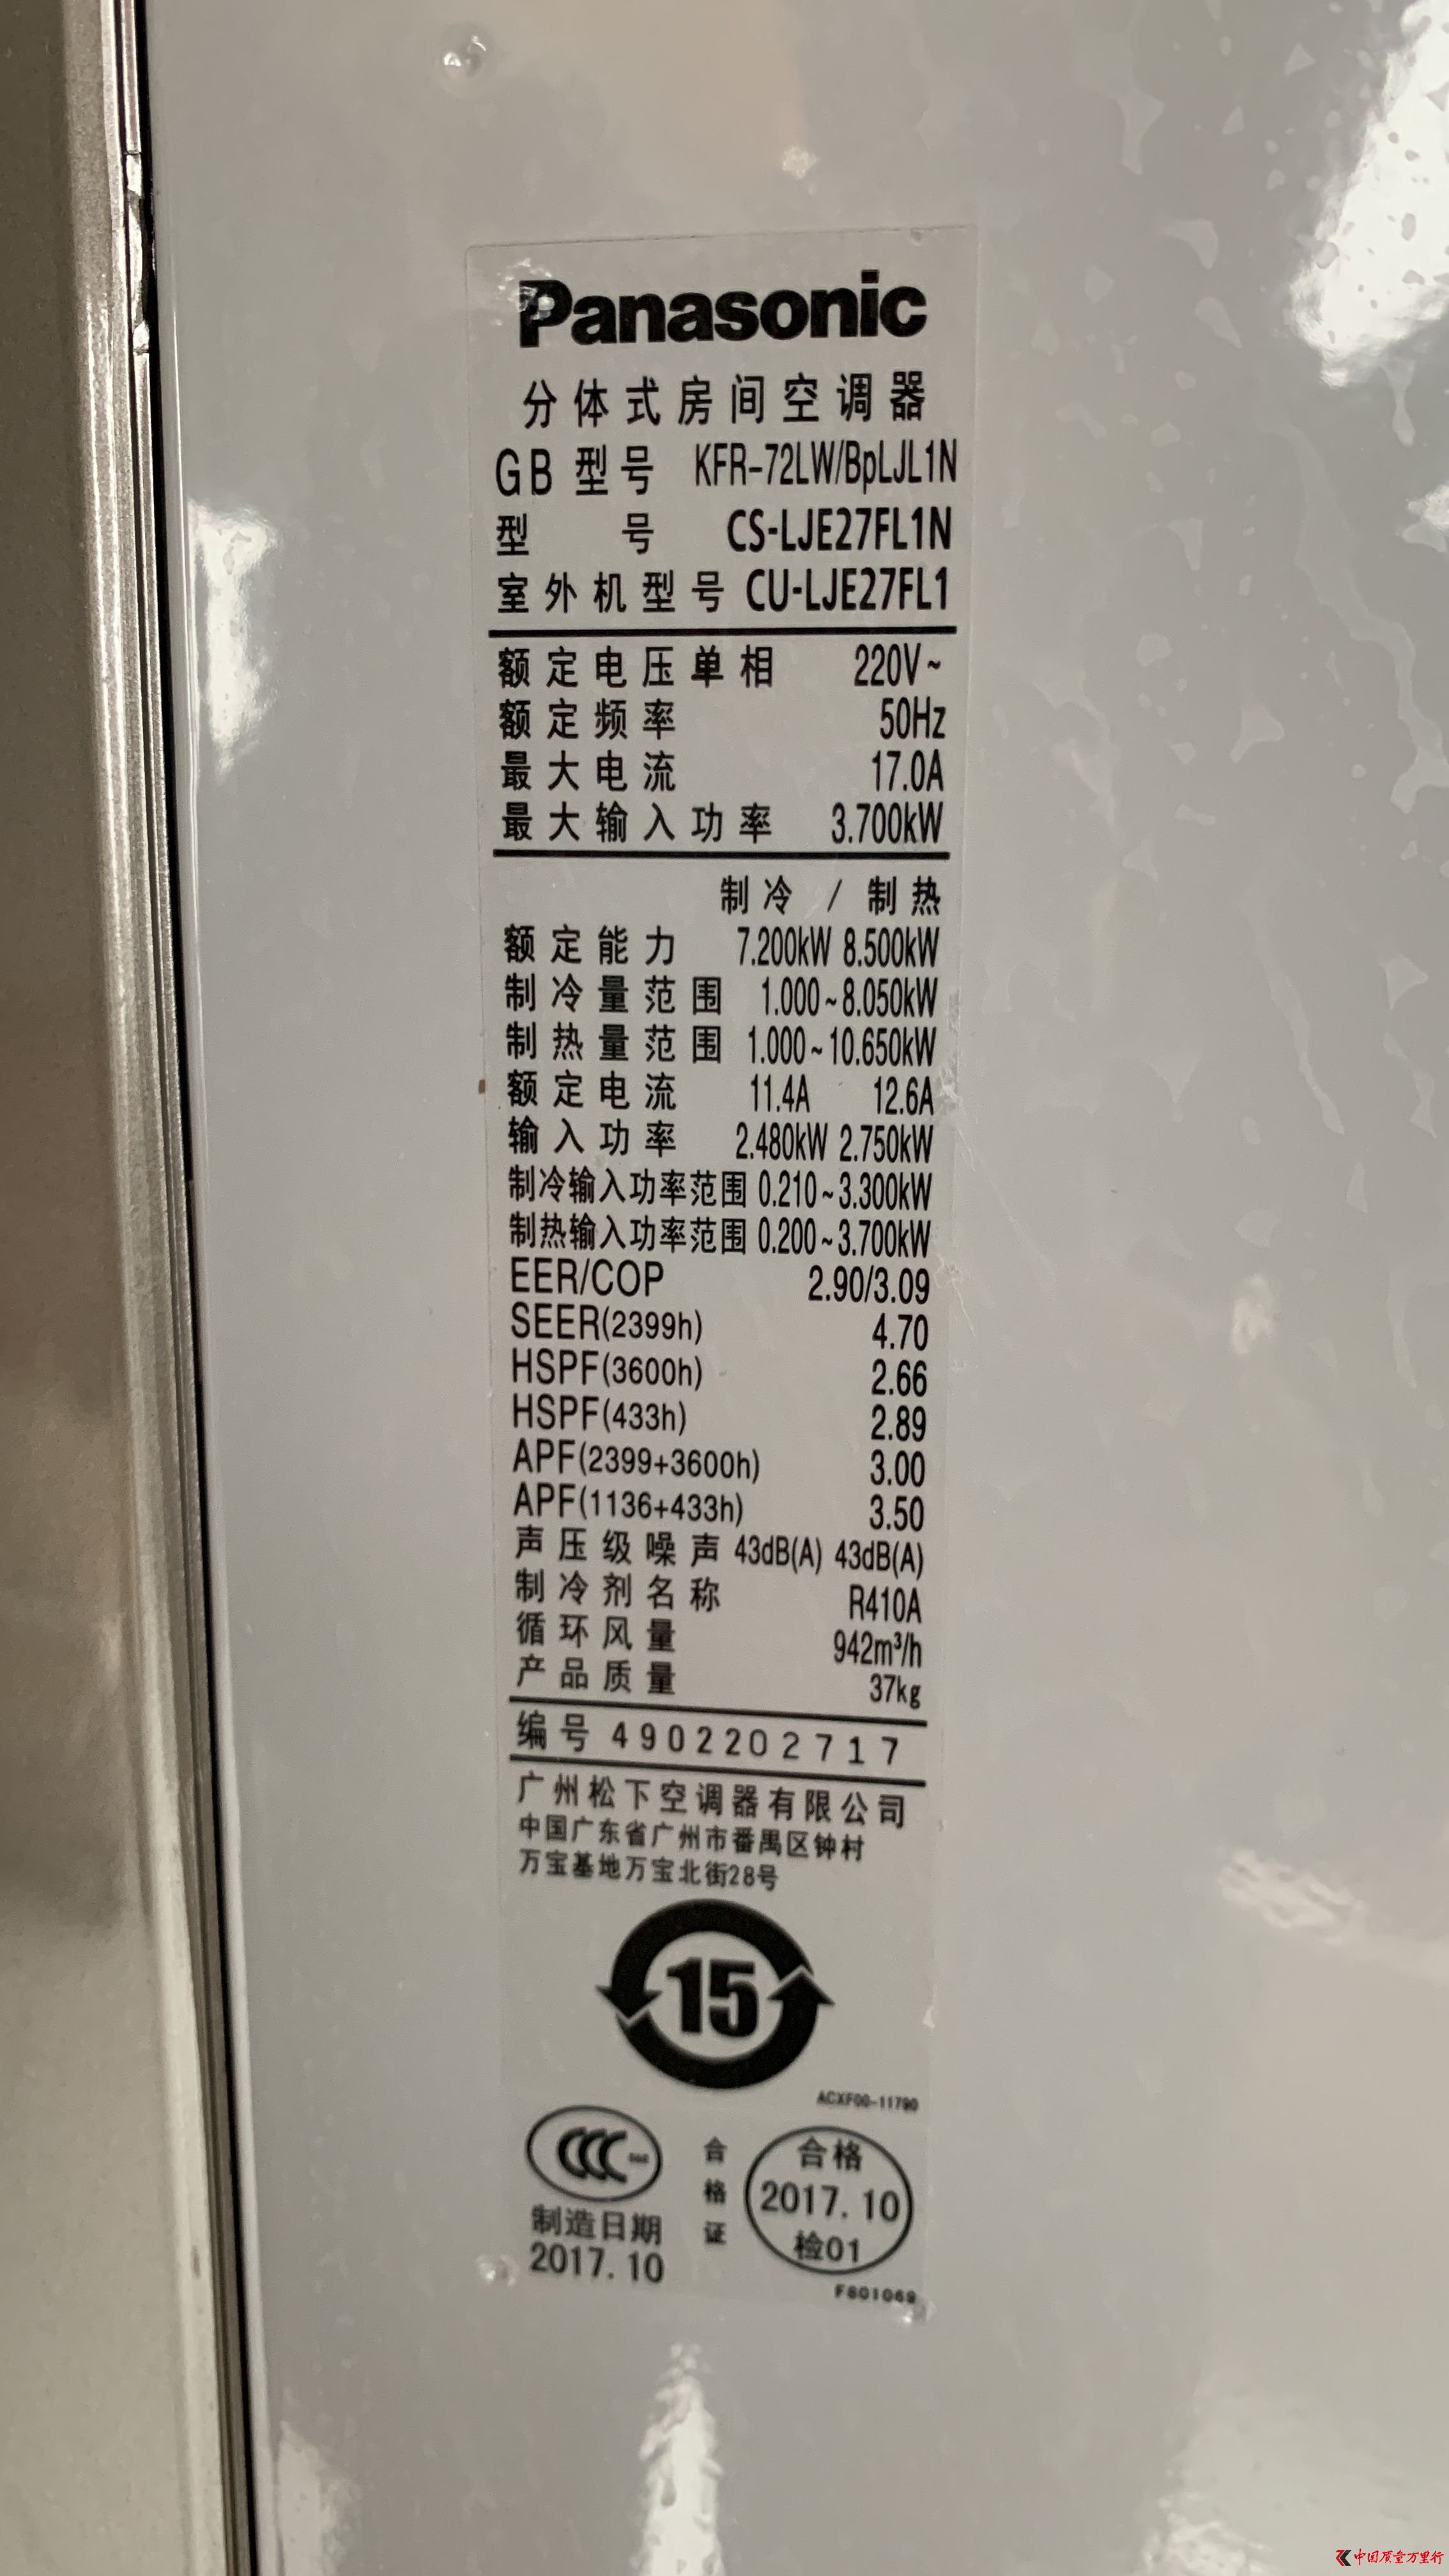 Panasonic
分体式房间空调器
GB 型号 KFR-72LW/BpLJL1N
型号 CS-LJE27FL1N
室外机型号 CU-LJE27FL1
额定电压单相 220V~
额定频率 50Hz
最大电流 17.0A
最大输入功率 3.700kW
制冷 / 制热
额定能力 7.200kW 8.500kW
制冷量范围 1.000~8.050kW
制热量范围 1.000~10.650kW
额定电流 11.4A 12.6A
输入功率 2.480kW 2.750kW
制冷输入功率范围 0.210~3.300kW
制热输入功率范围 0.200~3.700kW
EER/COP 2.90/3.09
SEER(2399h) 4.70
HSPF(3600h) 2.66
HSPF(433h) 2.89
APF(2399+3600h) 3.00
APF(1136+433h) 3.50
声压级噪声 43dB(A) 43dB(A)
制冷剂名称 R410A
循环风量 942m³/h
产品质量 37kg
编号 4902202717
广州松下空调器有限公司
中国广东省广州市番禺区钟村
万宝基地万宝北街28号
15
ACXF00-11790
CCC
制造日期
2017.10
合格证
合格
2017.10
检01
F801069
中国质量万里行